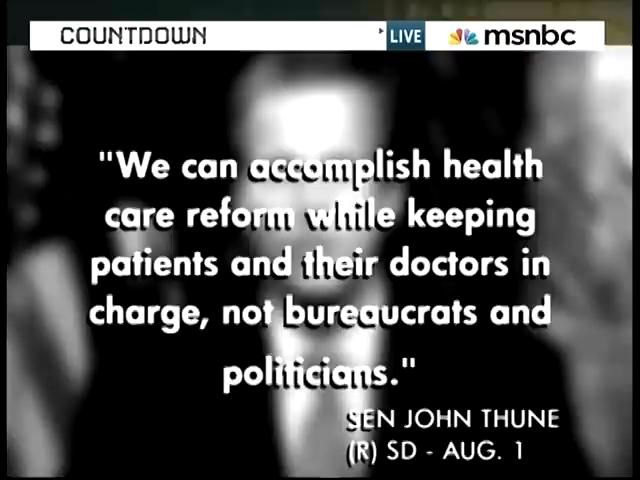 COUNTDOWN LIVE msnbc
"We can accomplish health
care reform while keeping
patients and their doctors in
charge, not bureaucrats and
politicians."
SEN JOHN THUNE
(R) SD - AUG. 1